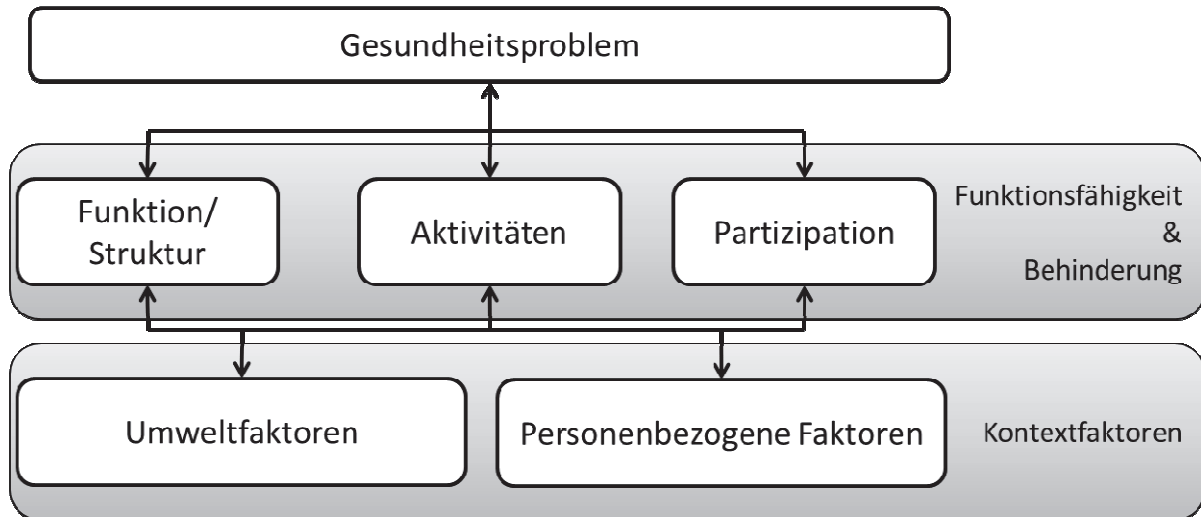 Gesundheitsproblem
Funktion/
Struktur
Aktivitäten
Partizipation
Funktionsfähigkeit
&
Behinderung
Umweltfaktoren
Personenbezogene Faktoren
Kontextfaktoren